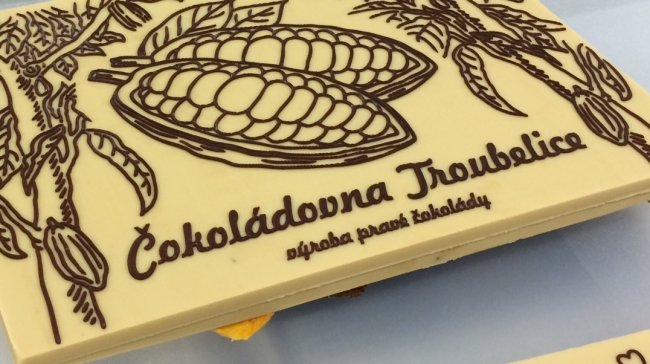 Čokoládovna Troubelice
výroba pravé čokolády